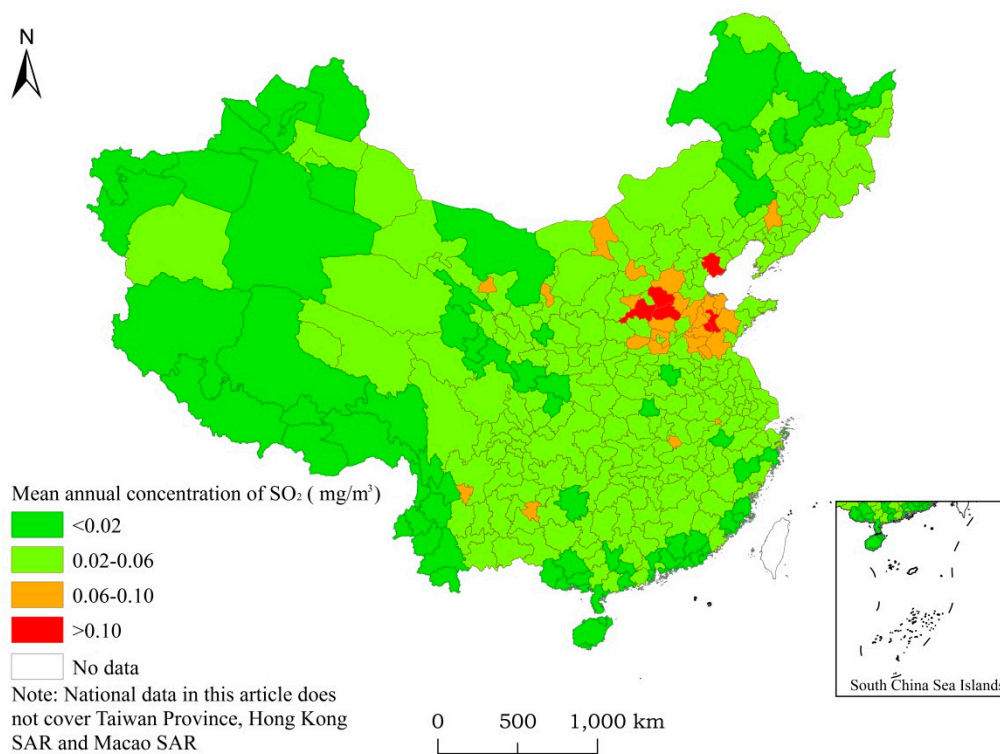 N
Mean annual concentration of SO₂ ( mg/m³)
<0.02
0.02-0.06
0.06-0.10
>0.10
No data
Note: National data in this article does
not cover Taiwan Province, Hong Kong
SAR and Macao SAR
0 500 1,000 km
South China Sea Islands